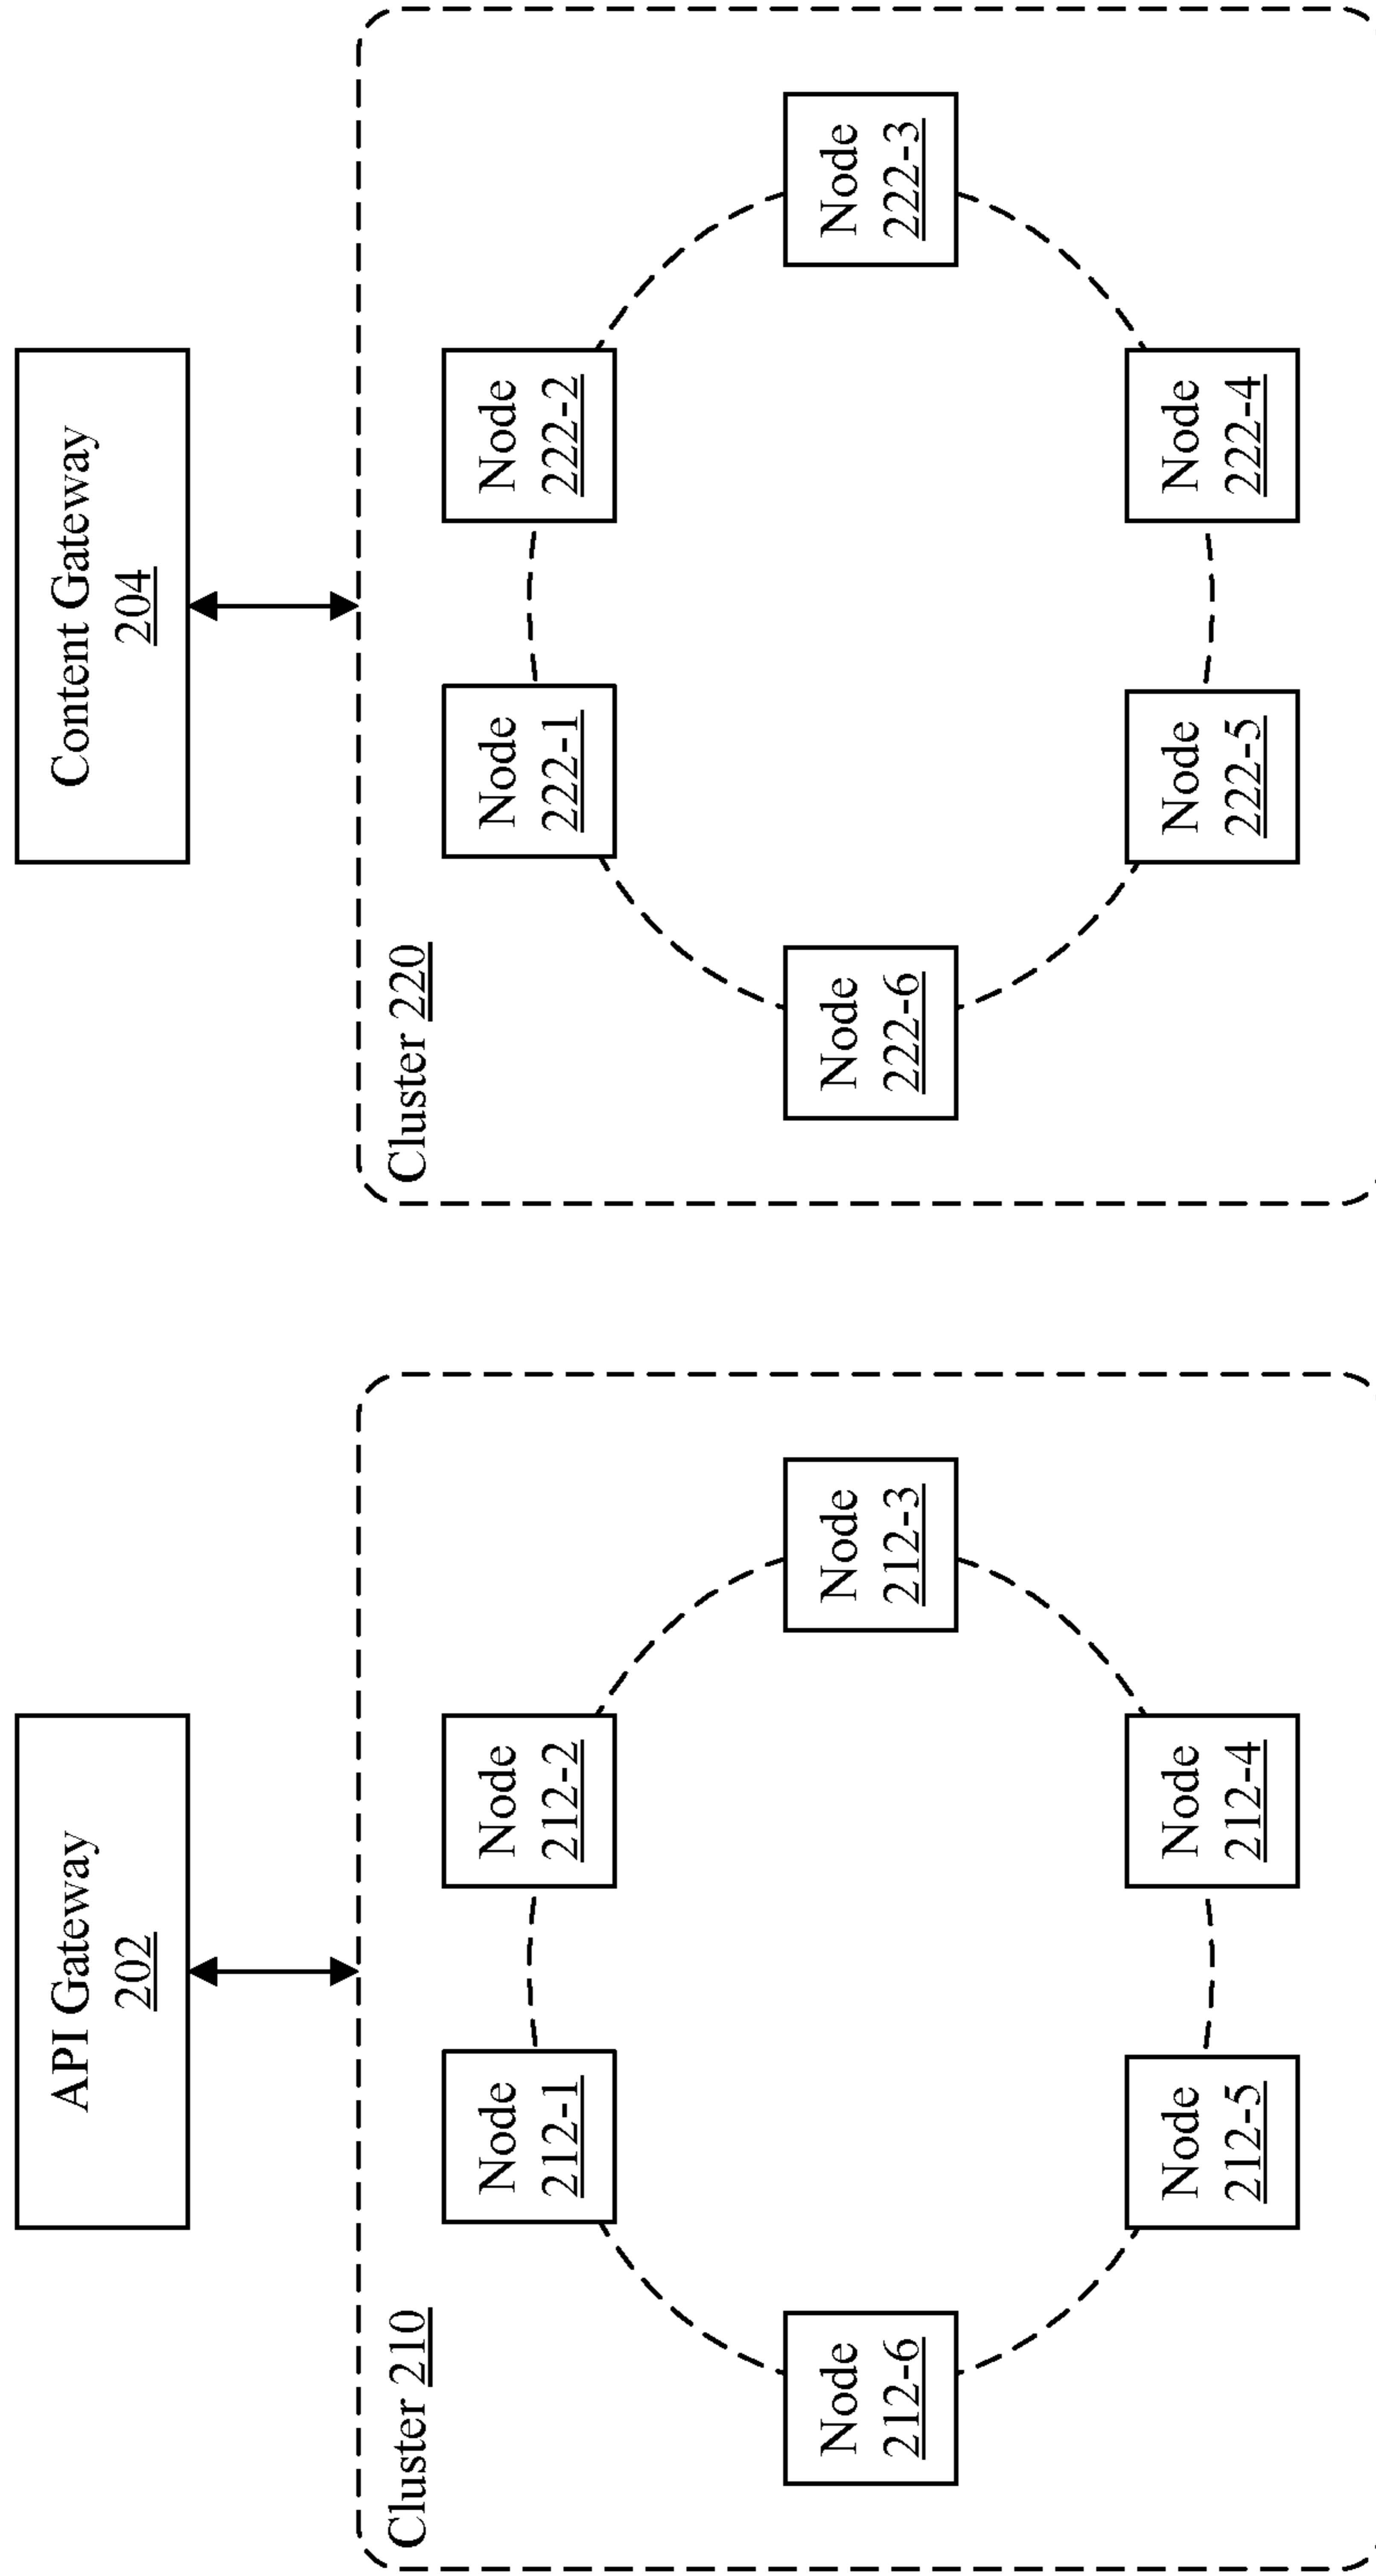 API Gateway
202
Content Gateway
204
Cluster 210
Node
212-1
Node
212-2
Node
212-3
Node
212-4
Node
212-5
Node
212-6
Cluster 220
Node
222-1
Node
222-2
Node
222-3
Node
222-4
Node
222-5
Node
222-6